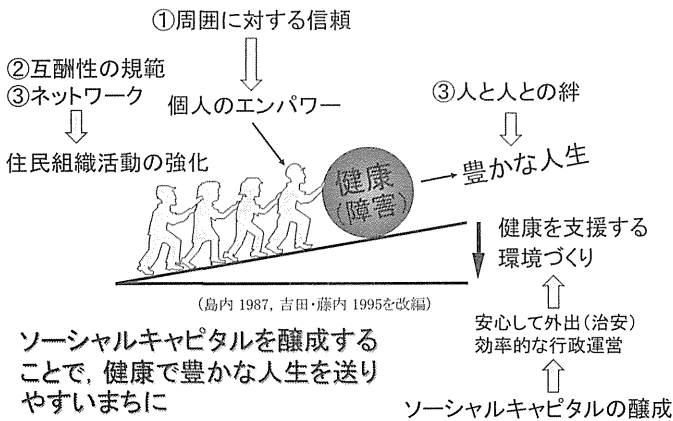 ①周囲に対する信頼
②互酬性の規範
③ネットワーク
個人のエンパワー
③人と人との絆
住民組織活動の強化
健康
(障害)
豊かな人生
健康を支援する
環境づくり
(島内 1987, 吉田・藤内 1995を改編)
安心して外出(治安)
効率的な行政運営
ソーシャルキャピタルの醸成
ソーシャルキャピタルを醸成する
ことで, 健康で豊かな人生を送り
やすいまちに